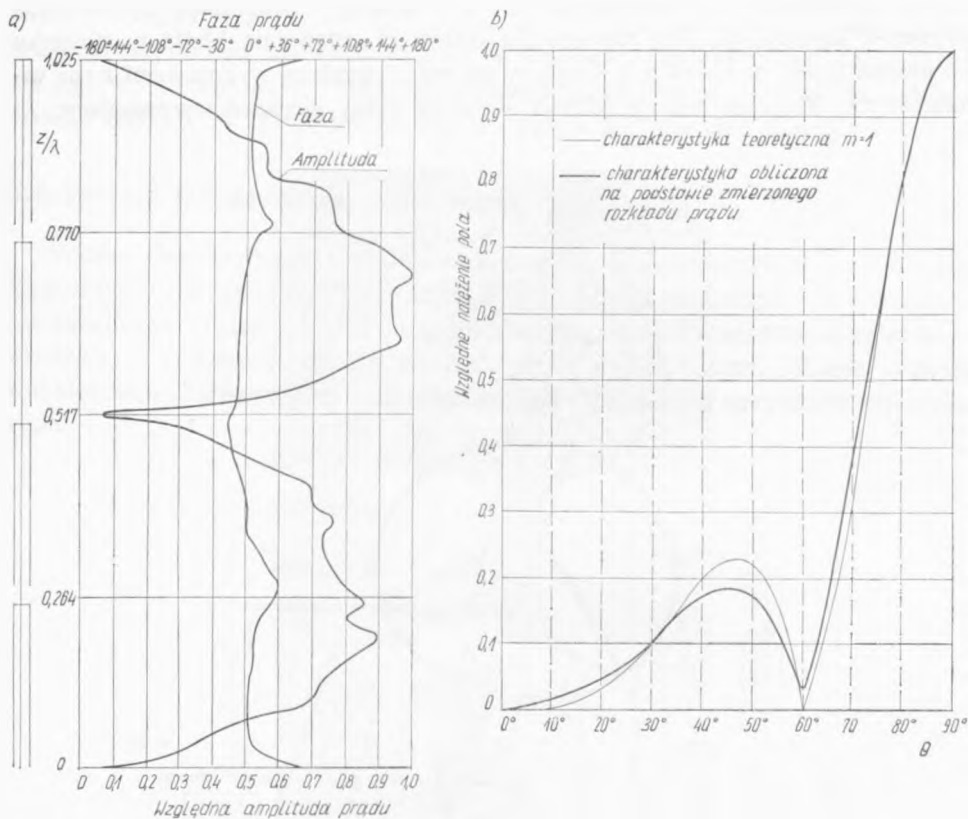 a)
Faza prądu
-180° -144° -108° -72° -36° 0° +36° +72° +108° +144° +180°
1,025
z/λ
Faza
Amplituda
0,770
0,517
0,264
0
0 0,1 0,2 0,3 0,4 0,5 0,6 0,7 0,8 0,9 1,0
Względna amplituda prądu
b)
1,0
0,9
0,8
0,7
0,6
0,5
0,4
0,3
0,2
0,1
0
Względne natężenie pola
charakterystyka teoretyczna m=1
charakterystyka obliczona
na podstawie zmierzonego
rozkładu prądu
0° 10° 20° 30° 40° 50° 60° 70° 80° 90°
θ